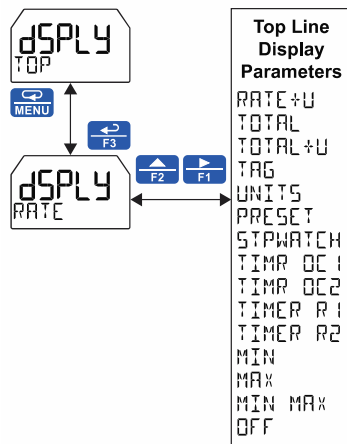 dSPLY
TOP
MENU
F3
dSPLY
RATE
F2
F1
Top Line
Display
Parameters
RATE+U
TOTAL
TOTAL+U
TAG
UNITS
PRESET
STPWATCH
TIMR OC1
TIMR OC2
TIMER R1
TIMER R2
MIN
MAX
MIN MAX
OFF